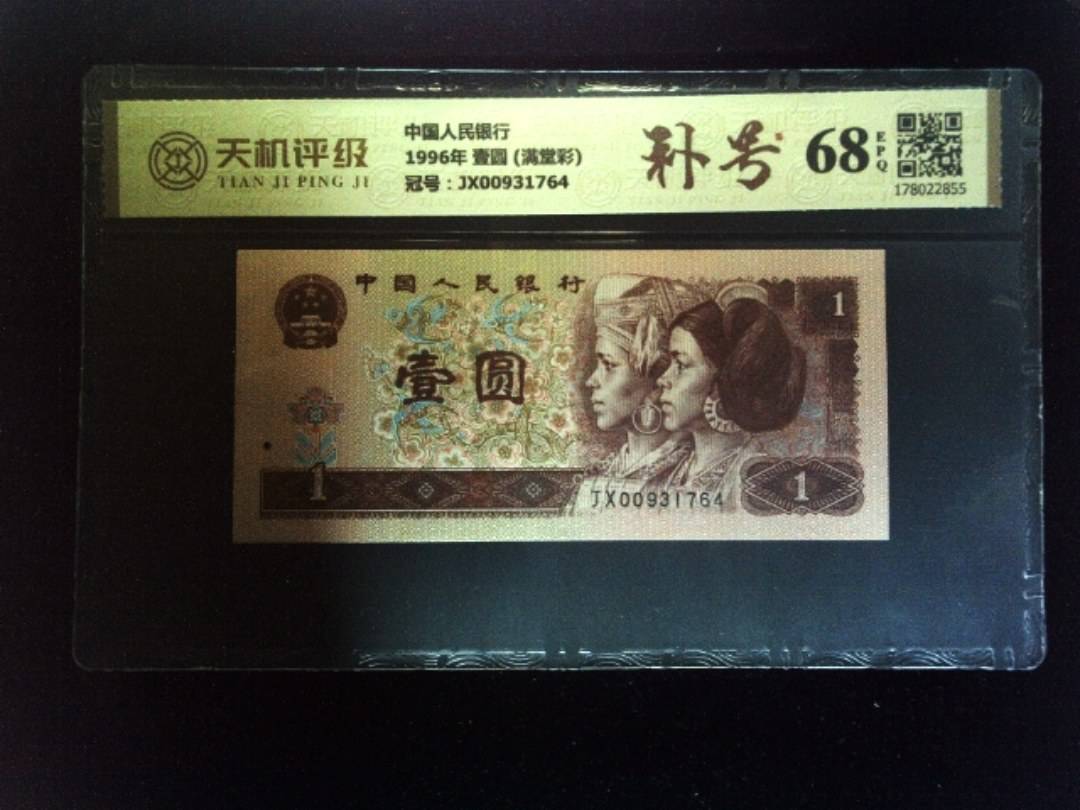 天机评级
TIAN JI PING JI
中国人民银行
1996年 壹圆 (满堂彩)
冠号：JX00931764
补号
68
EPQ
178022855
中国人民银行
1
壹圆
1
JX00931764
1